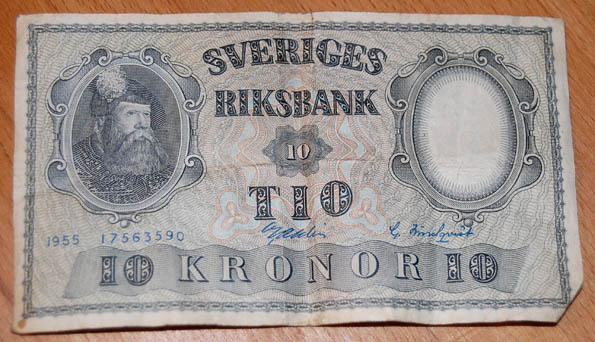 SVERIGES
RIKSBANK
10
TIO
1955 17563590
10 KRONOR 10